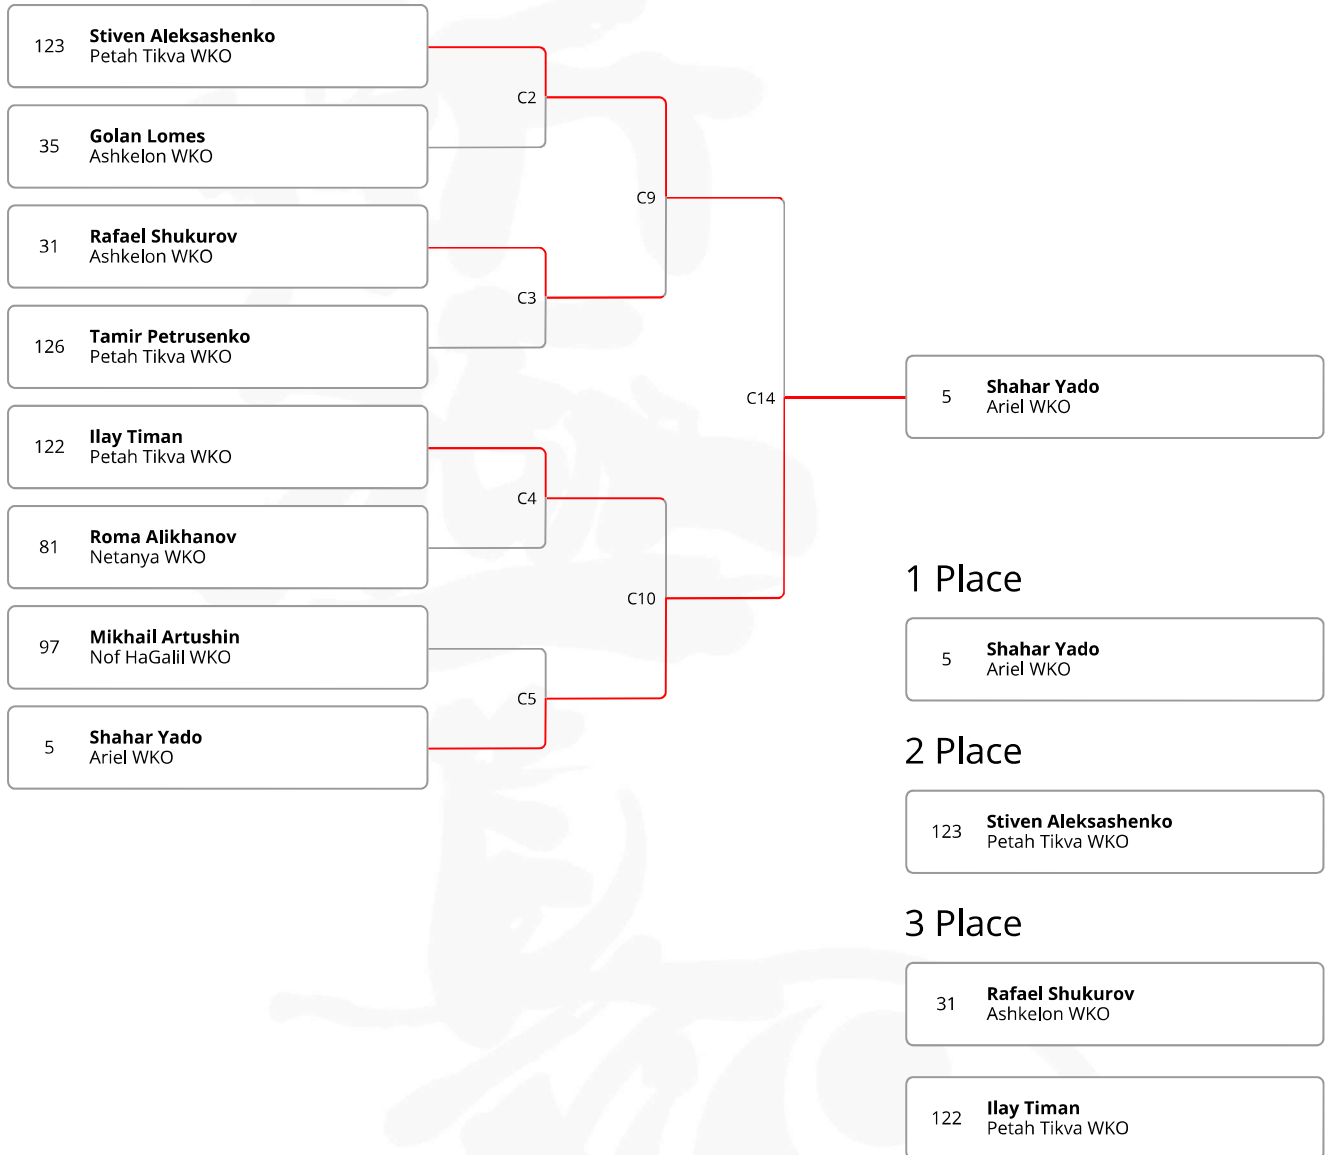 123
Stiven Aleksashenko
Petah Tikva WKO
C2
35
Golan Lomes
Ashkelon WKO
C9
31
Rafael Shukurov
Ashkelon WKO
C3
126
Tamir Petrusenko
Petah Tikva WKO
C14
5
Shahar Yado
Ariel WKO
122
Ilay Timan
Petah Tikva WKO
C4
81
Roma Alikhanov
Netanya WKO
C10
97
Mikhail Artushin
Nof HaGalil WKO
C5
5
Shahar Yado
Ariel WKO
1 Place
5
Shahar Yado
Ariel WKO
2 Place
123
Stiven Aleksashenko
Petah Tikva WKO
3 Place
31
Rafael Shukurov
Ashkelon WKO
122
Ilay Timan
Petah Tikva WKO